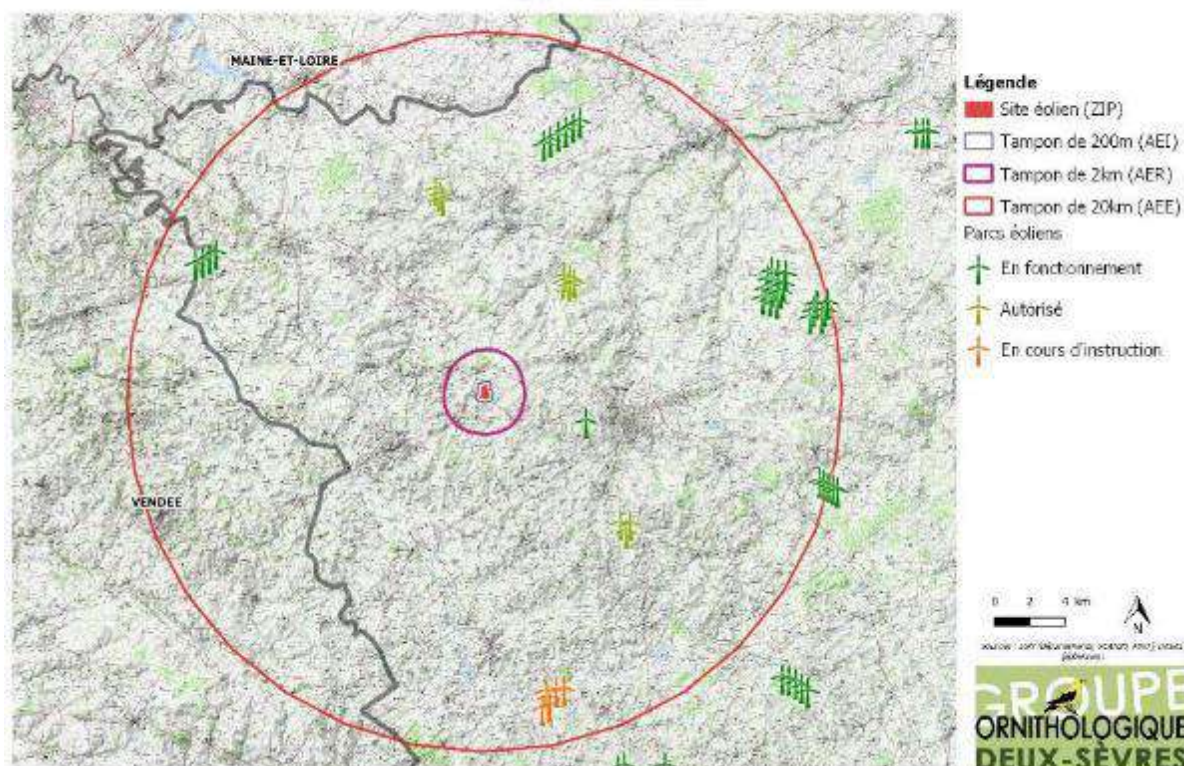 MAINE-ET-LOIRE
VENDEE
Légende
Site éolien (ZIP)
Tampon de 200m (AEI)
Tampon de 2km (AER)
Tampon de 20km (AEE)
Parcs éoliens
En fonctionnement
Autorisé
En cours d'instruction
0 2 4 km
N
GROUPE
ORNITHOLOGIQUE
DEUX-SÈVRES